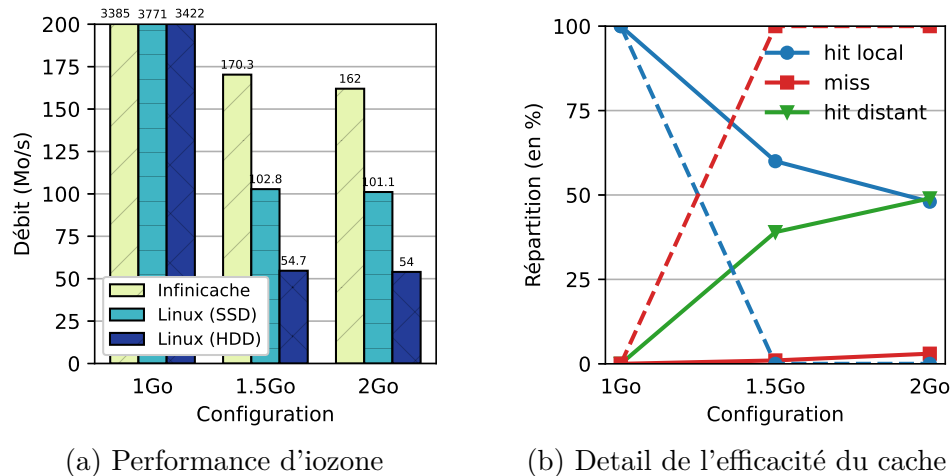 3385 3771 3422
200
175
150
125
100
75
50
25
0
Débit (Mo/s)
170.3
102.8
54.7
162
101.1
54
Infinicache
Linux (SSD)
Linux (HDD)
1Go 1.5Go 2Go
Configuration
(a) Performance d'iozone
100
75
50
25
0
Répartition (en %)
hit local
miss
hit distant
1Go 1.5Go 2Go
Configuration
(b) Detail de l'efficacité du cache